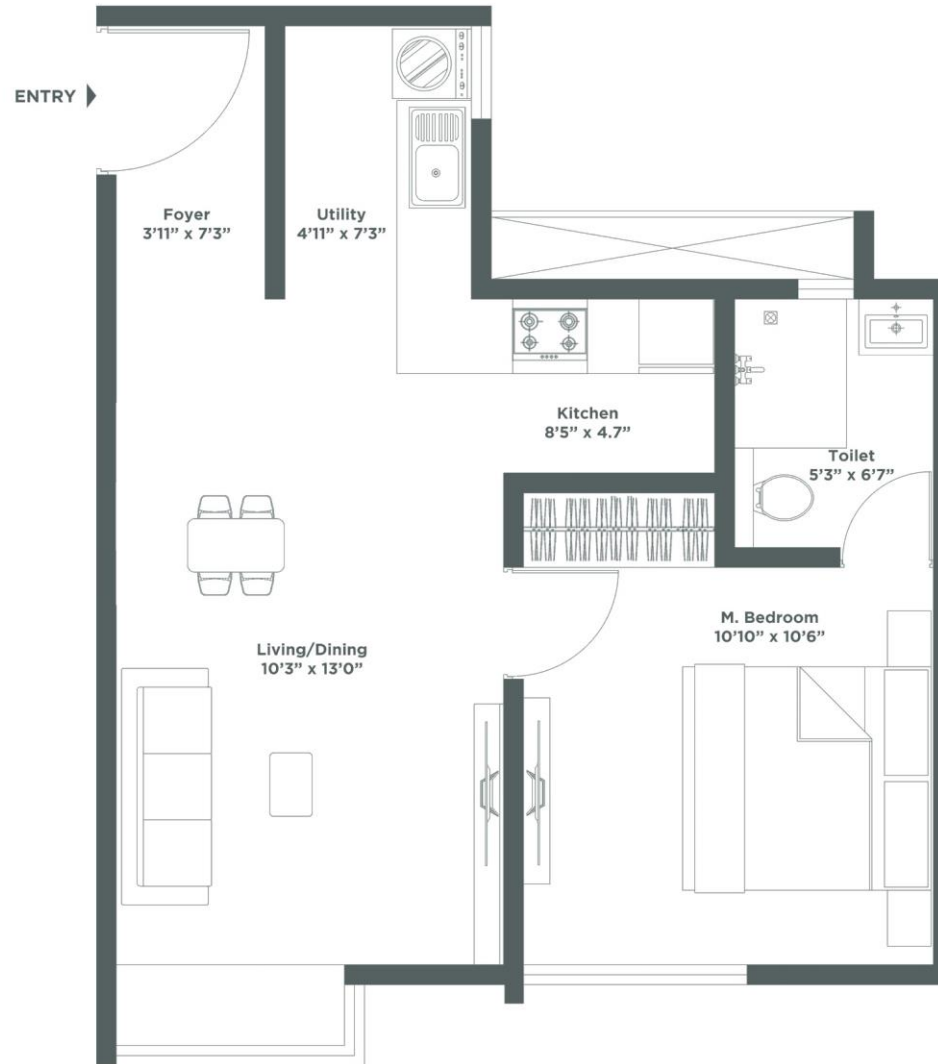 ENTRY
Foyer
3’11” x 7’3”
Utility
4’11” x 7’3”
Kitchen
8’5” x 4.7”
Toilet
5’3” x 6’7”
M. Bedroom
10’10” x 10’6”
Living/Dining
10’3” x 13’0”